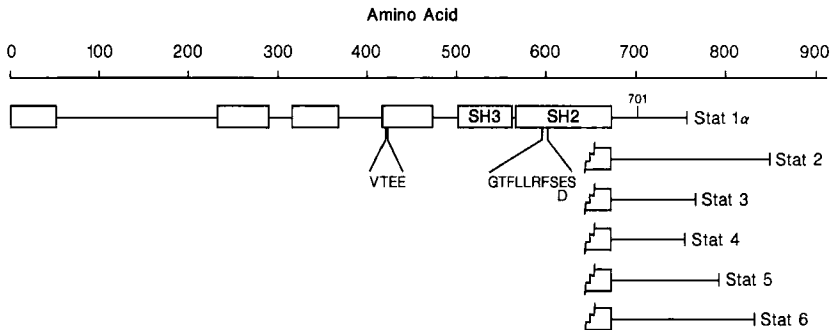 Amino Acid
0 100 200 300 400 500 600 700 800 900
701
SH3 SH2 Stat 1α
VTEE GTFLLRFSES
D
Stat 2
Stat 3
Stat 4
Stat 5
Stat 6